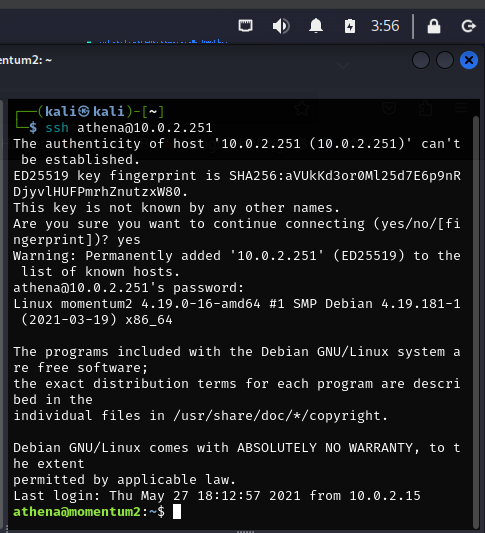 3:56
mentum2: ~
┌──(kali㉿kali)-[~]
└─$ ssh athena@10.0.2.251
The authenticity of host '10.0.2.251 (10.0.2.251)' can't
 be established.
ED25519 key fingerprint is SHA256:aVUkKd3or0Ml25d7E6p9nR
DjyvlHUFPmrhZnutzxW80.
This key is not known by any other names.
Are you sure you want to continue connecting (yes/no/[fi
ngerprint])? yes
Warning: Permanently added '10.0.2.251' (ED25519) to the
 list of known hosts.
athena@10.0.2.251's password:
Linux momentum2 4.19.0-16-amd64 #1 SMP Debian 4.19.181-1
 (2021-03-19) x86_64

The programs included with the Debian GNU/Linux system a
re free software;
the exact distribution terms for each program are descri
bed in the
individual files in /usr/share/doc/*/copyright.

Debian GNU/Linux comes with ABSOLUTELY NO WARRANTY, to t
he extent
permitted by applicable law.
Last login: Thu May 27 18:12:57 2021 from 10.0.2.15
athena@momentum2:~$